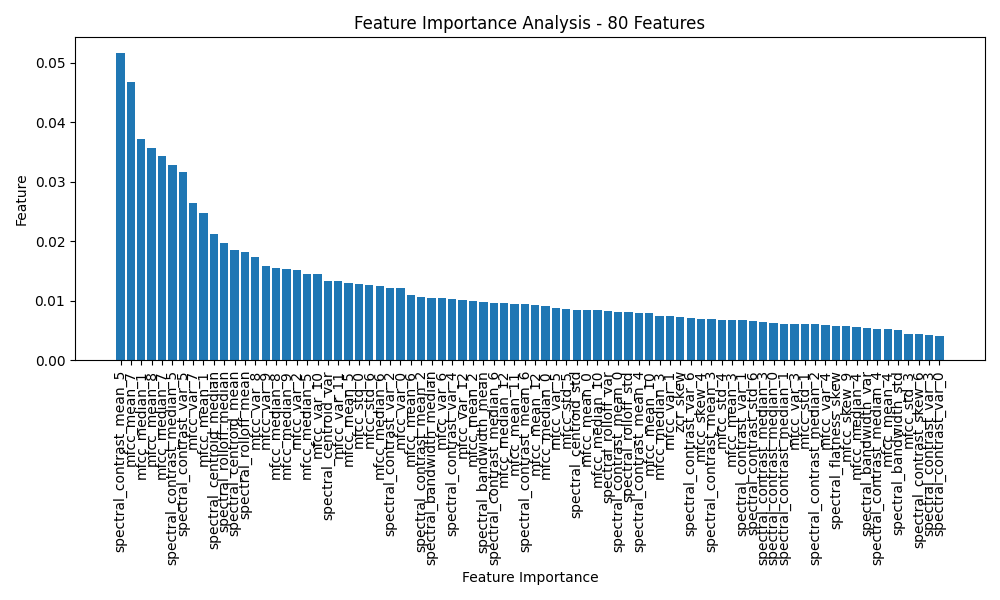 Feature Importance Analysis - 80 Features
Feature
0.05
0.04
0.03
0.02
0.01
0.00
spectral_contrast_mean_5
mfcc_mean_7
mfcc_median_1
mfcc_mean_8
mfcc_median_7
spectral_contrast_median_5
spectral_contrast_var_5
mfcc_var_7
mfcc_mean_1
spectral_centroid_median
spectral_rolloff_median
spectral_centroid_mean
spectral_rolloff_mean
mfcc_var_8
mfcc_var_9
mfcc_median_8
mfcc_median_9
mfcc_var_2
mfcc_median_5
mfcc_var_10
spectral_centroid_var
mfcc_var_11
mfcc_mean_5
mfcc_std_0
mfcc_std_6
mfcc_median_6
spectral_contrast_var_2
mfcc_var_0
mfcc_mean_6
spectral_contrast_mean_2
spectral_bandwidth_median
mfcc_var_6
spectral_contrast_var_4
mfcc_var_12
mfcc_median_2
spectral_bandwidth_mean
spectral_contrast_median_6
mfcc_median_12
mfcc_mean_11
spectral_contrast_mean_6
mfcc_mean_12
mfcc_median_0
mfcc_var_5
mfcc_std_5
spectral_centroid_std
mfcc_mean_2
mfcc_median_10
spectral_rolloff_var
spectral_contrast_mean_0
spectral_rolloff_std
spectral_contrast_mean_4
mfcc_mean_10
mfcc_median_3
mfcc_var_1
zcr_skew
spectral_contrast_var_6
mfcc_skew_4
spectral_contrast_mean_3
mfcc_std_4
mfcc_mean_3
spectral_contrast_var_1
spectral_contrast_std_6
spectral_contrast_median_3
spectral_contrast_median_0
spectral_contrast_median_1
mfcc_var_3
mfcc_std_1
spectral_contrast_median_2
mfcc_var_4
spectral_flatness_skew
mfcc_skew_9
mfcc_median_4
spectral_bandwidth_var
spectral_contrast_median_4
mfcc_mean_4
spectral_bandwidth_std
mfcc_std_3
spectral_contrast_skew_6
spectral_contrast_var_3
spectral_contrast_var_0
Feature Importance